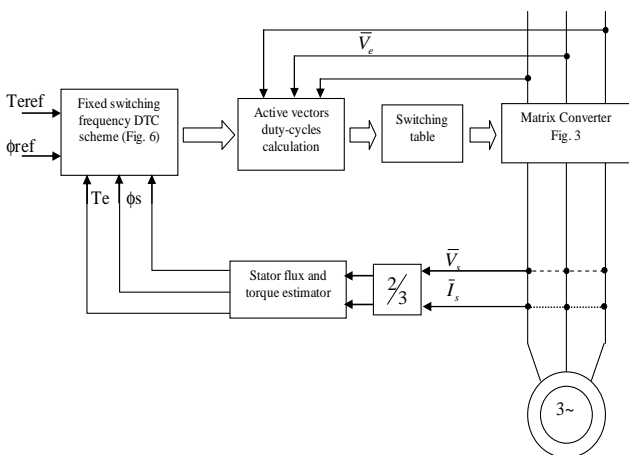 V̅e
Teref
Fixed switching
frequency DTC
scheme (Fig. 6)
ϕref
Active vectors
duty-cycles
calculation
Switching
table
Matrix Converter
Fig. 3
Te
ϕs
Stator flux and
torque estimator
2/3
V̅s
I̅s
3~